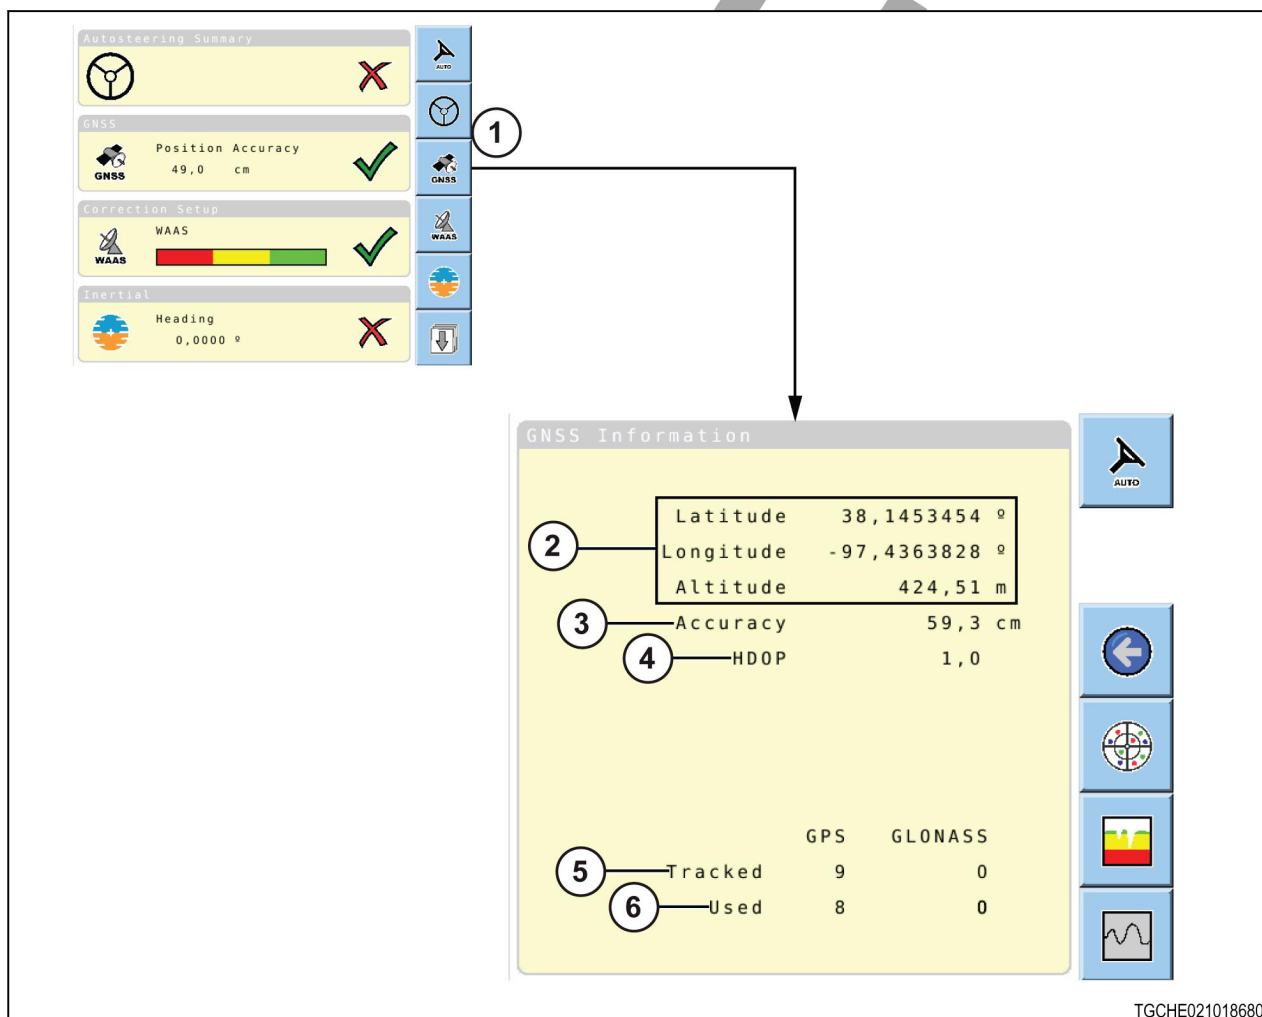 Autosteering Summary
AUTO
1
GNSS
Position Accuracy
49,0 cm
GNSS
GNSS
Correction Setup
WAAS
WAAS
WAAS
Inertial
Heading
0,0000 º
GNSS Information
AUTO
2
Latitude 38,1453454 º
Longitude -97,4363828 º
Altitude 424,51 m
3 Accuracy 59,3 cm
4 HDOP 1,0
GPS GLONASS
5 Tracked 9 0
6 Used 8 0
TGCHE021018680